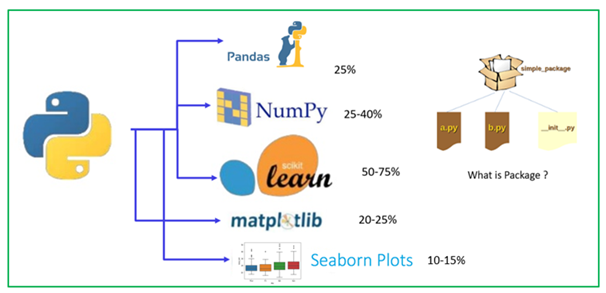 Pandas
25%
NumPy
25-40%
scikit
learn
50-75%
matplotlib
20-25%
Seaborn Plots
10-15%
simple_package
a.py
b.py
__init__.py
What is Package ?